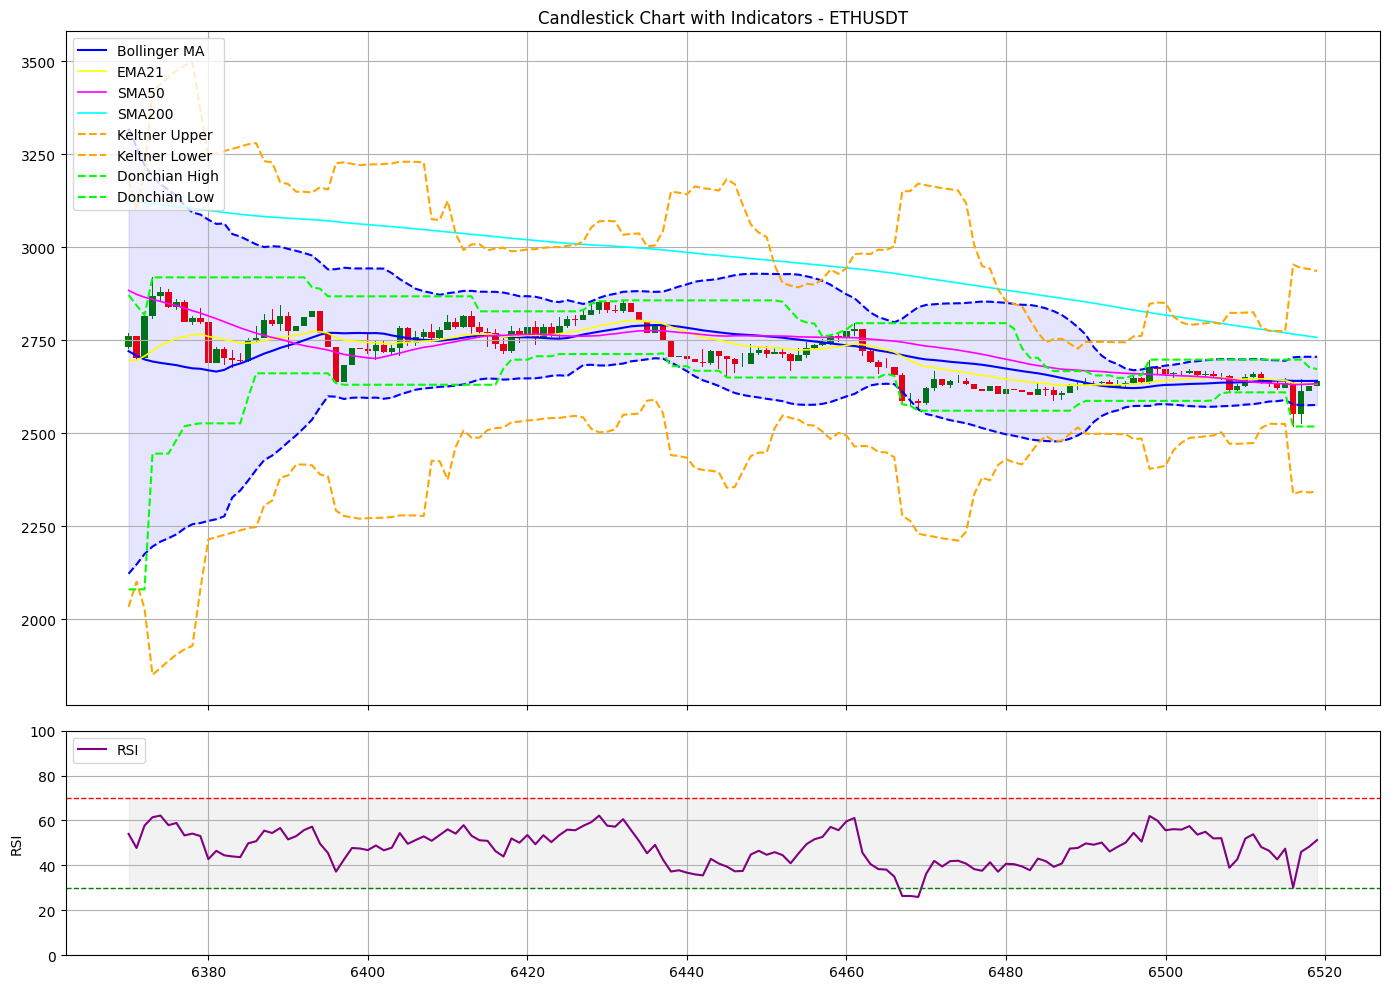 Candlestick Chart with Indicators - ETHUSDT
3500
3250
3000
2750
2500
2250
2000
Bollinger MA
EMA21
SMA50
SMA200
Keltner Upper
Keltner Lower
Donchian High
Donchian Low
100
80
60
40
20
0
RSI
RSI
6380
6400
6420
6440
6460
6480
6500
6520